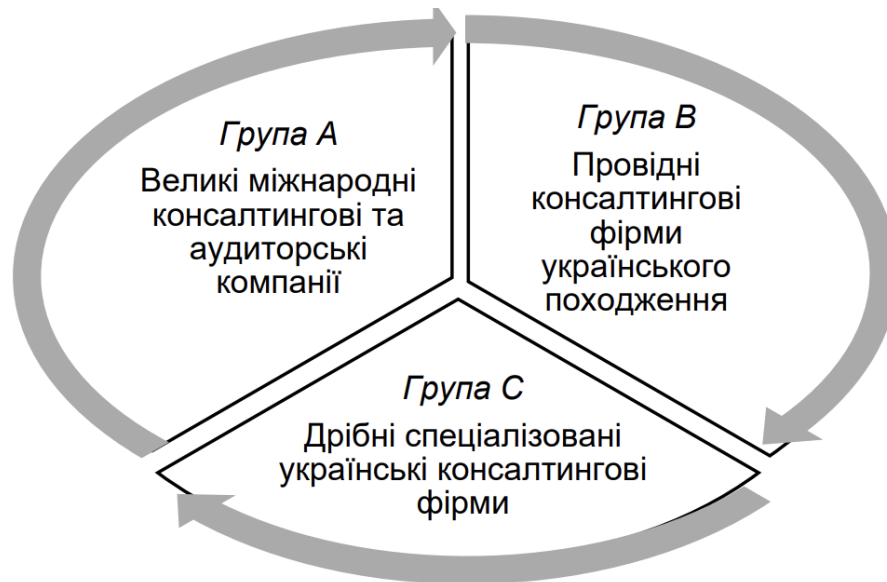 Група А
Великі міжнародні
консалтингові та
аудиторські
компанії
Група В
Провідні
консалтингові
фірми
українського
походження
Група С
Дрібні спеціалізовані
українські консалтингові
фірми